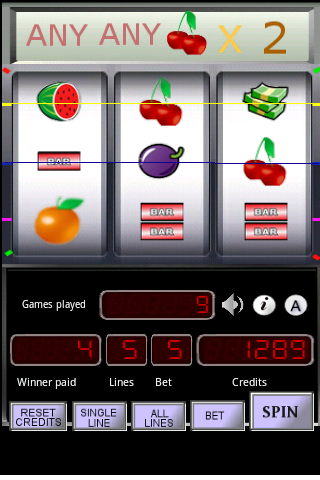 ANY ANY x 2
BAR
BAR BAR
BAR BAR
Games played 9 i A
4 5 5 1289
Winner paid Lines Bet Credits
RESET CREDITS SINGLE LINE ALL LINES BET SPIN